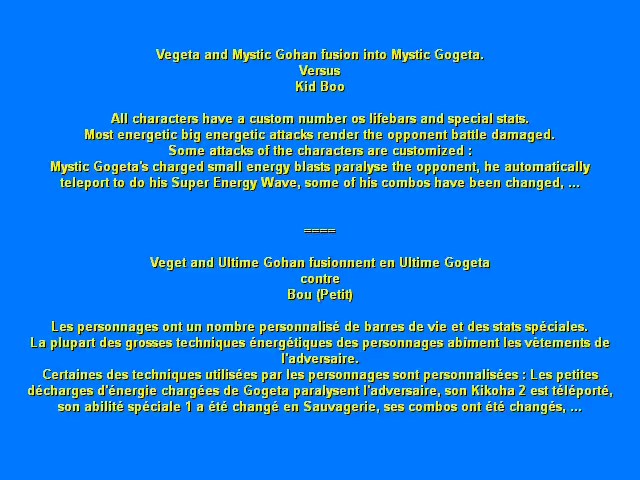 Vegeta and Mystic Gohan fusion into Mystic Gogeta.
Versus
Kid Boo
All characters have a custom number os lifebars and special stats.
Most energetic big energetic attacks render the opponent battle damaged.
Some attacks of the characters are customized :
Mystic Gogeta's charged small energy blasts paralyse the opponent, he automatically
teleport to do his Super Energy Wave, some of his combos have been changed, ...
====
Veget and Ultime Gohan fusionnent en Ultime Gogeta
contre
Bou (Petit)
Les personnages ont un nombre personnalisé de barres de vie et des stats spéciales.
La plupart des grosses techniques énergétiques des personnages abiment les vêtements de
l'adversaire.
Certaines des techniques utilisées par les personnages sont personnalisées : Les petites
décharges d'énergie chargées de Gogeta paralysent l'adversaire, son Kikoha 2 est téléporté,
son abilité spéciale 1 a été changé en Sauvagerie, ses combos ont été changés, ...